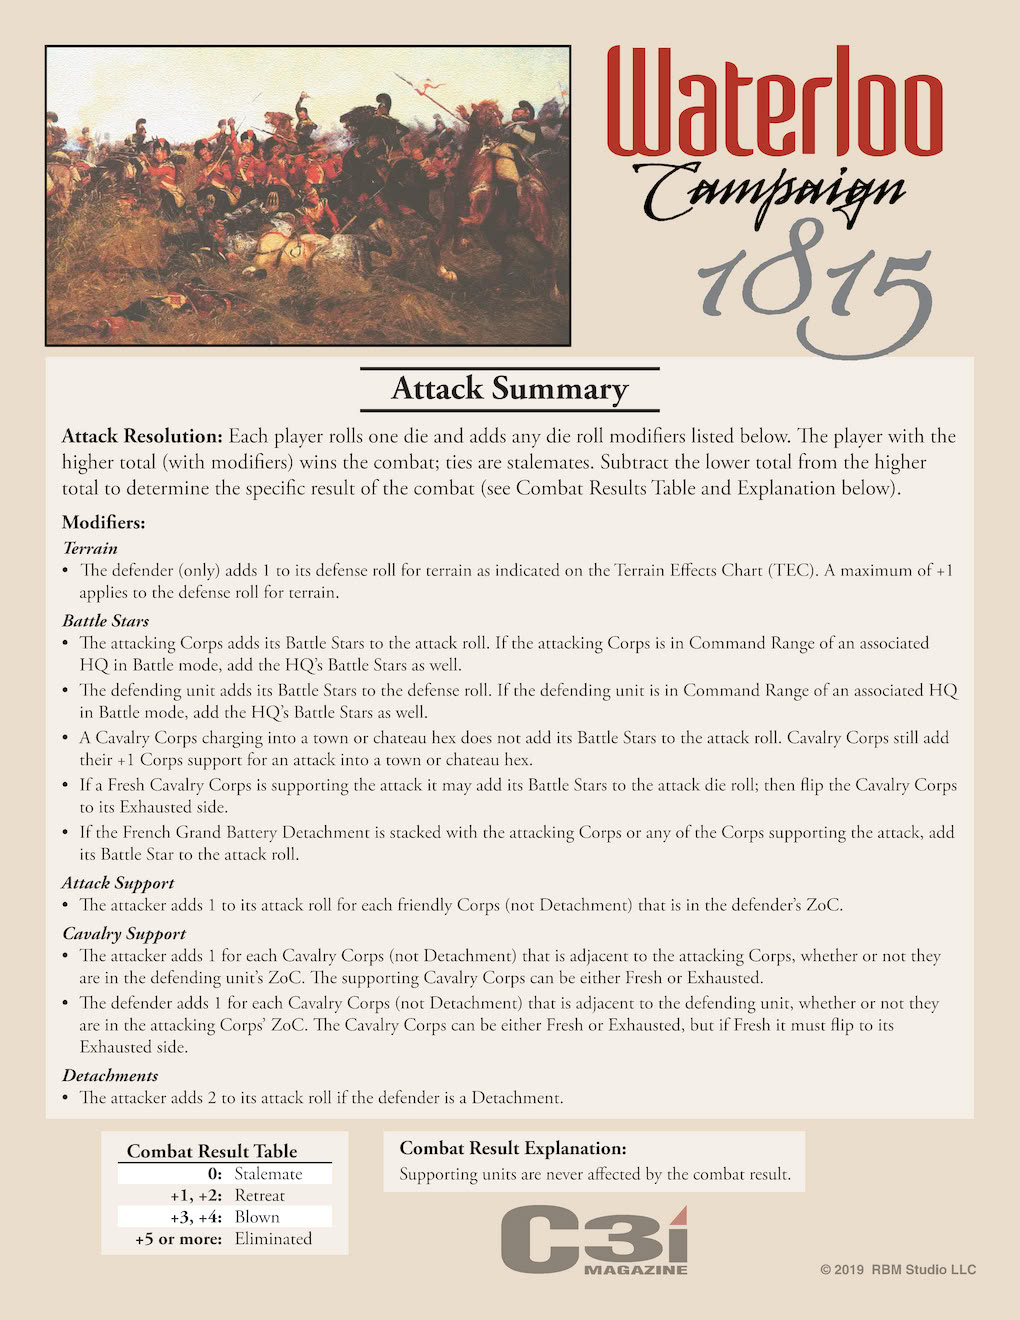 Waterloo
Campaign
1815
Attack Summary
Attack Resolution: Each player rolls one die and adds any die roll modifiers listed below. The player with the
higher total (with modifiers) wins the combat; ties are stalemates. Subtract the lower total from the higher
total to determine the specific result of the combat (see Combat Results Table and Explanation below).
Modifiers:
Terrain
• The defender (only) adds 1 to its defense roll for terrain as indicated on the Terrain Effects Chart (TEC). A maximum of +1
applies to the defense roll for terrain.
Battle Stars
• The attacking Corps adds its Battle Stars to the attack roll. If the attacking Corps is in Command Range of an associated
HQ in Battle mode, add the HQ's Battle Stars as well.
• The defending unit adds its Battle Stars to the defense roll. If the defending unit is in Command Range of an associated HQ
in Battle mode, add the HQ's Battle Stars as well.
• A Cavalry Corps charging into a town or chateau hex does not add its Battle Stars to the attack roll. Cavalry Corps still add
their +1 Corps support for an attack into a town or chateau hex.
• If a Fresh Cavalry Corps is supporting the attack it may add its Battle Stars to the attack die roll; then flip the Cavalry Corps
to its Exhausted side.
• If the French Grand Battery Detachment is stacked with the attacking Corps or any of the Corps supporting the attack, add
its Battle Star to the attack roll.
Attack Support
• The attacker adds 1 to its attack roll for each friendly Corps (not Detachment) that is in the defender's ZoC.
Cavalry Support
• The attacker adds 1 for each Cavalry Corps (not Detachment) that is adjacent to the attacking Corps, whether or not they
are in the defending unit's ZoC. The supporting Cavalry Corps can be either Fresh or Exhausted.
• The defender adds 1 for each Cavalry Corps (not Detachment) that is adjacent to the defending unit, whether or not they
are in the attacking Corps' ZoC. The Cavalry Corps can be either Fresh or Exhausted, but if Fresh it must flip to its
Exhausted side.
Detachments
• The attacker adds 2 to its attack roll if the defender is a Detachment.
Combat Result Table
0: Stalemate
+1, +2: Retreat
+3, +4: Blown
+5 or more: Eliminated
Combat Result Explanation:
Supporting units are never affected by the combat result.
C3i
MAGAZINE
© 2019 RBM Studio LLC